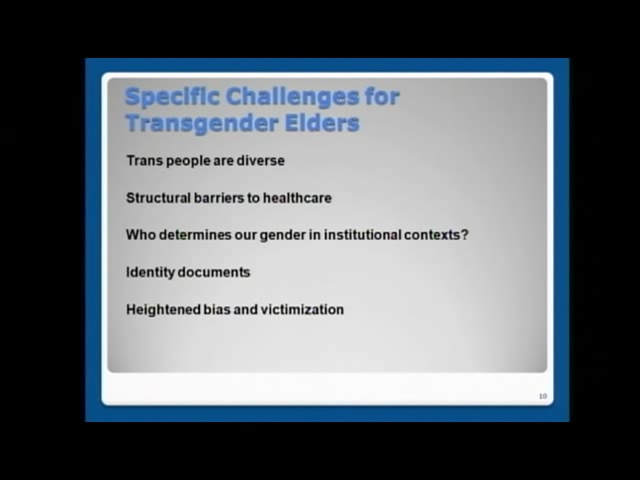 Specific Challenges for
Transgender Elders
Trans people are diverse
Structural barriers to healthcare
Who determines our gender in institutional contexts?
Identity documents
Heightened bias and victimization
10